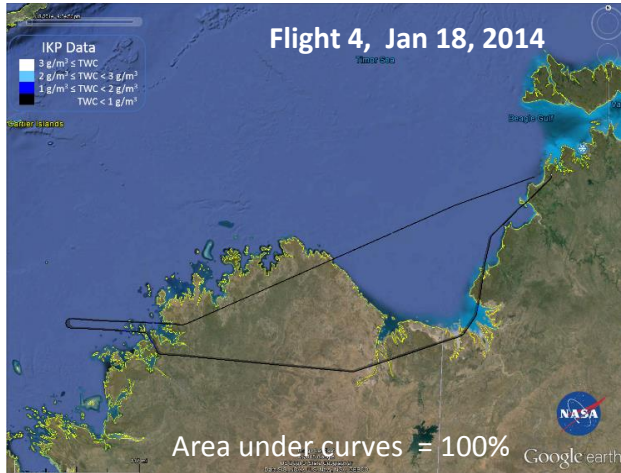 IKP Data
3 g/m³ ≤ TWC
2 g/m³ ≤ TWC < 3 g/m³
1 g/m³ ≤ TWC < 2 g/m³
TWC < 1 g/m³
Flight 4, Jan 18, 2014
Timor Sea
Beagle Gulf
NASA
Area under curves = 100%
Google earth